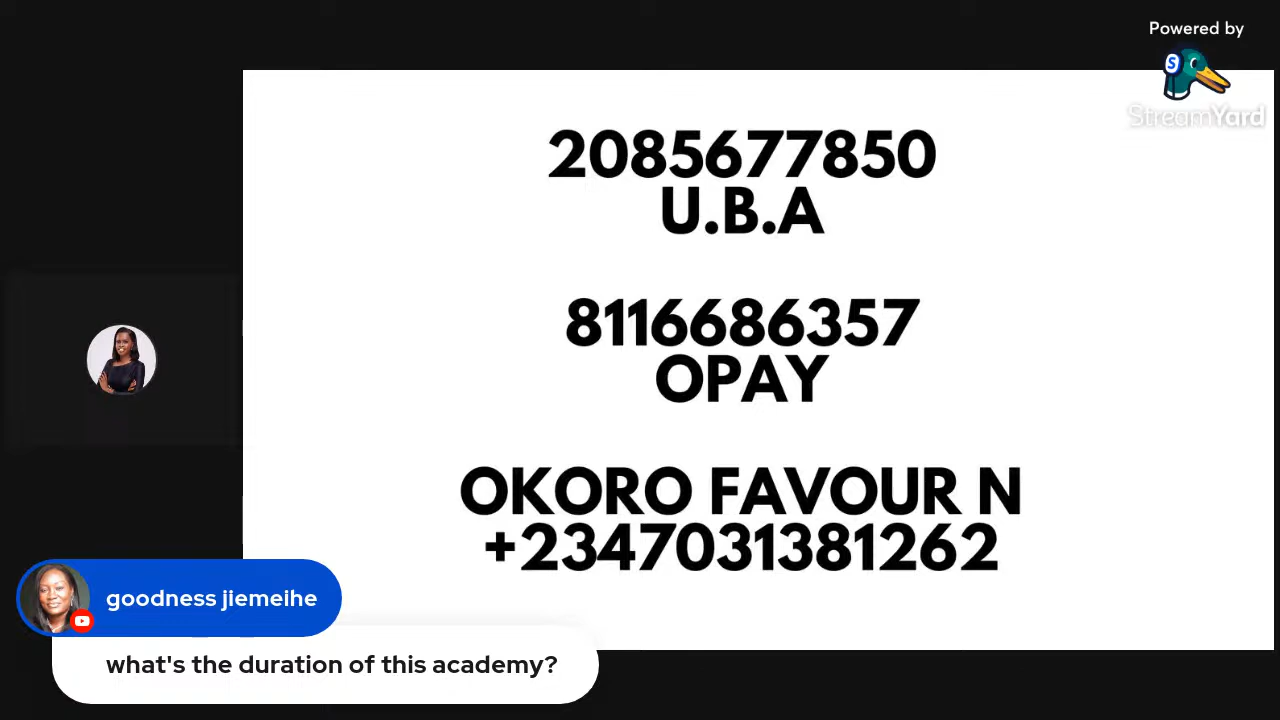 Powered by
StreamYard
2085677850
U.B.A
8116686357
OPAY
OKORO FAVOUR N
+2347031381262
goodness jiemeihe
what's the duration of this academy?